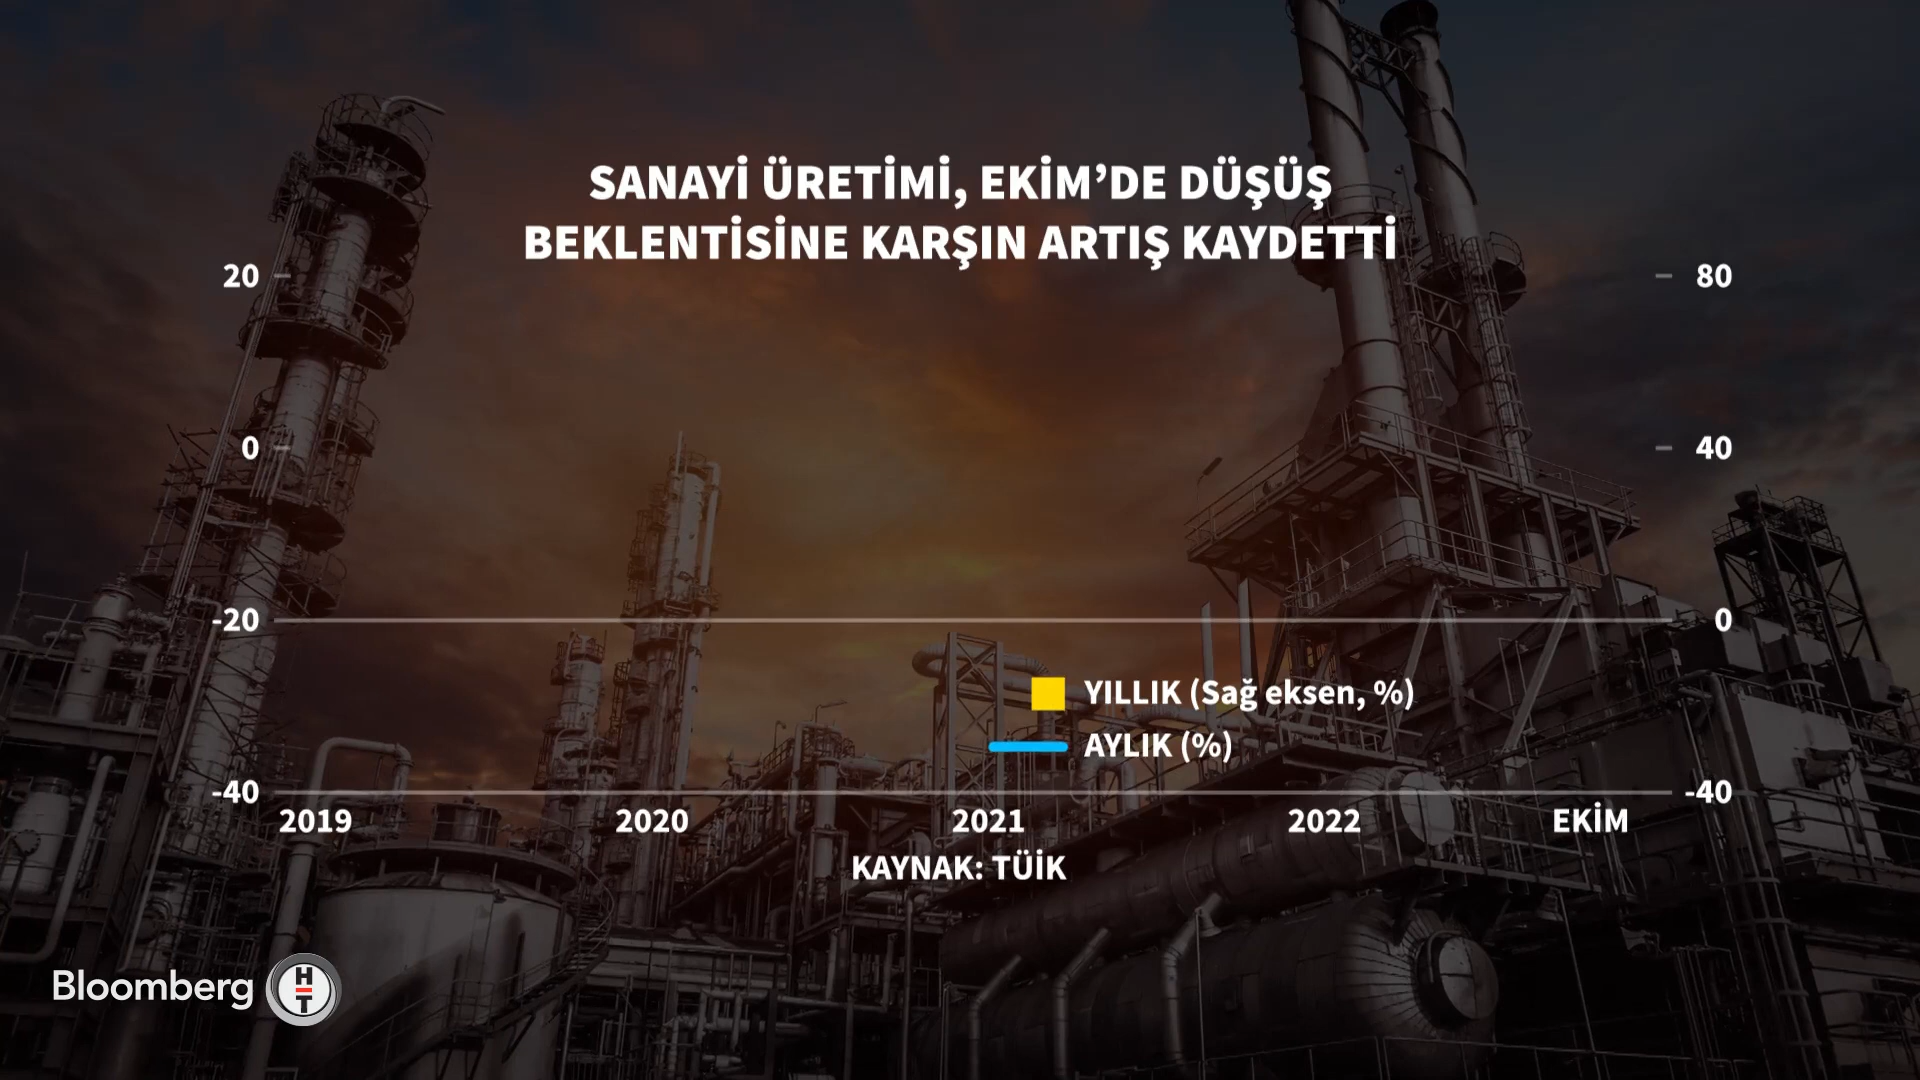 SANAYİ ÜRETİMİ, EKİM’DE DÜŞÜŞ
BEKLENTİSİNE KARŞIN ARTIŞ KAYDETTİ
20
80
0
40
-20
0
YILLIK (Sağ eksen, %)
AYLIK (%)
-40
-40
2019 2020 2021 2022 EKİM
KAYNAK: TÜİK
Bloomberg HT